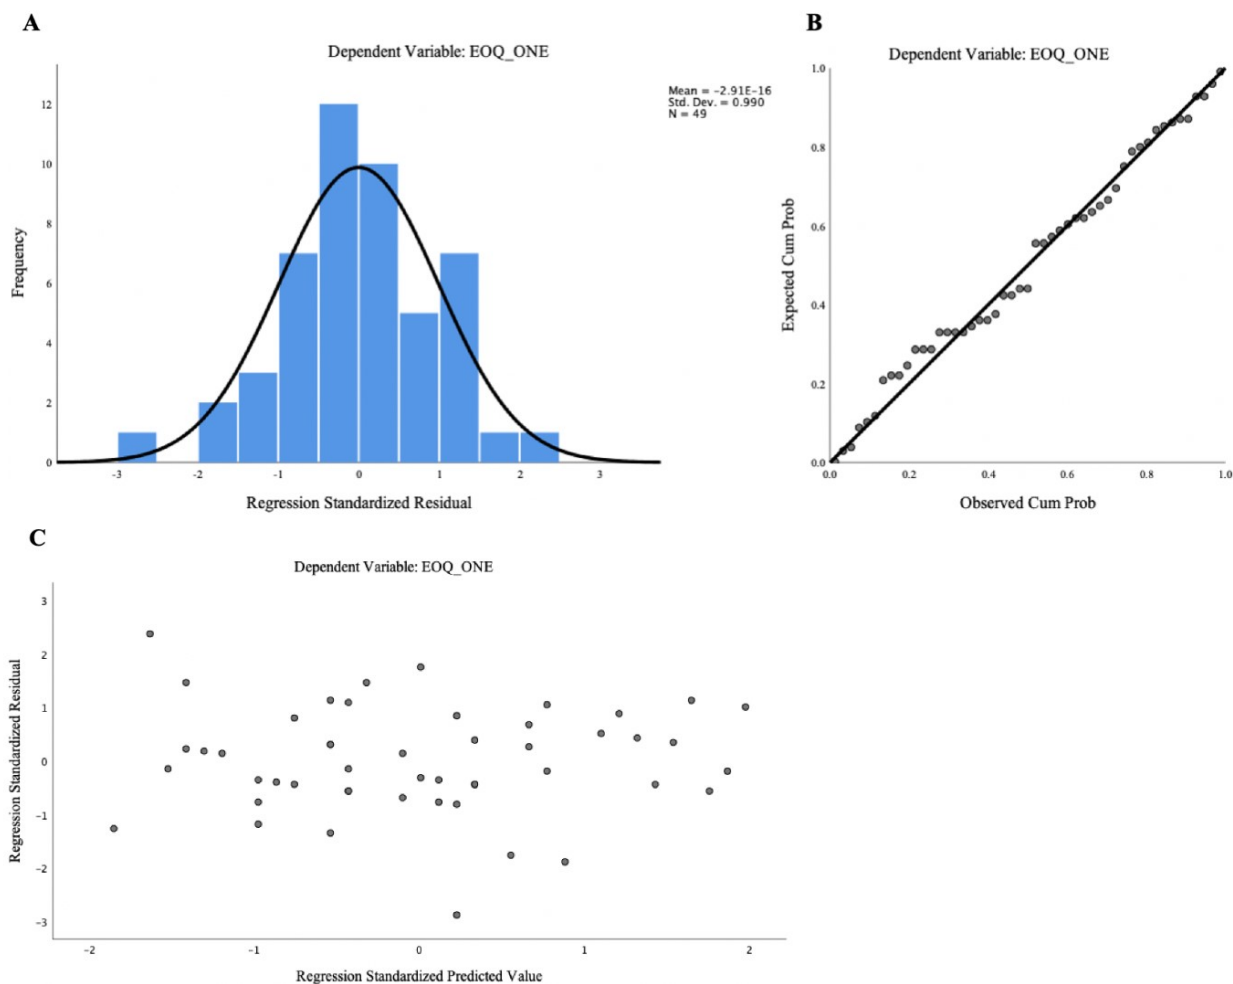 A
Dependent Variable: EOQ_ONE
Mean = -2.91E-16
Std. Dev. = 0.990
N = 49
Frequency
12
10
8
6
4
2
0
-3
-2
-1
0
1
2
3
Regression Standardized Residual
B
Dependent Variable: EOQ_ONE
Expected Cum Prob
1.0
0.8
0.6
0.4
0.2
0.0
0.0
0.2
0.4
0.6
0.8
1.0
Observed Cum Prob
C
Dependent Variable: EOQ_ONE
Regression Standardized Residual
3
2
1
0
-1
-2
-3
-2
-1
0
1
2
Regression Standardized Predicted Value